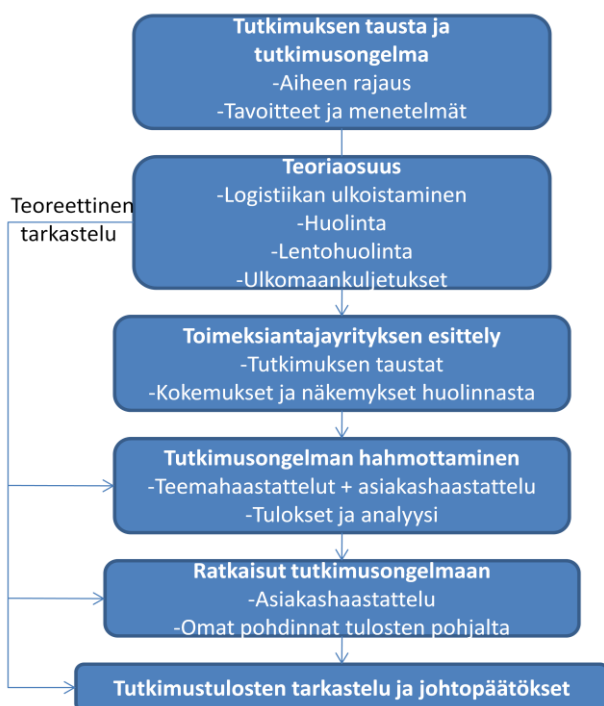 Tutkimuksen tausta ja
tutkimusongelma
-Aiheen rajaus
-Tavoitteet ja menetelmät
Teoriaosuus
-Logistiikan ulkoistaminen
-Huolinta
-Lentohuolinta
-Ulkomaankuljetukset
Teoreettinen
tarkastelu
Toimeksiantajayrityksen esittely
-Tutkimuksen taustat
-Kokemukset ja näkemykset huolinnasta
Tutkimusongelman hahmottaminen
-Teemahaastattelut + asiakashaastattelu
-Tulokset ja analyysi
Ratkaisut tutkimusongelmaan
-Asiakashaastattelu
-Omat pohdinnat tulosten pohjalta
Tutkimustulosten tarkastelu ja johtopäätökset